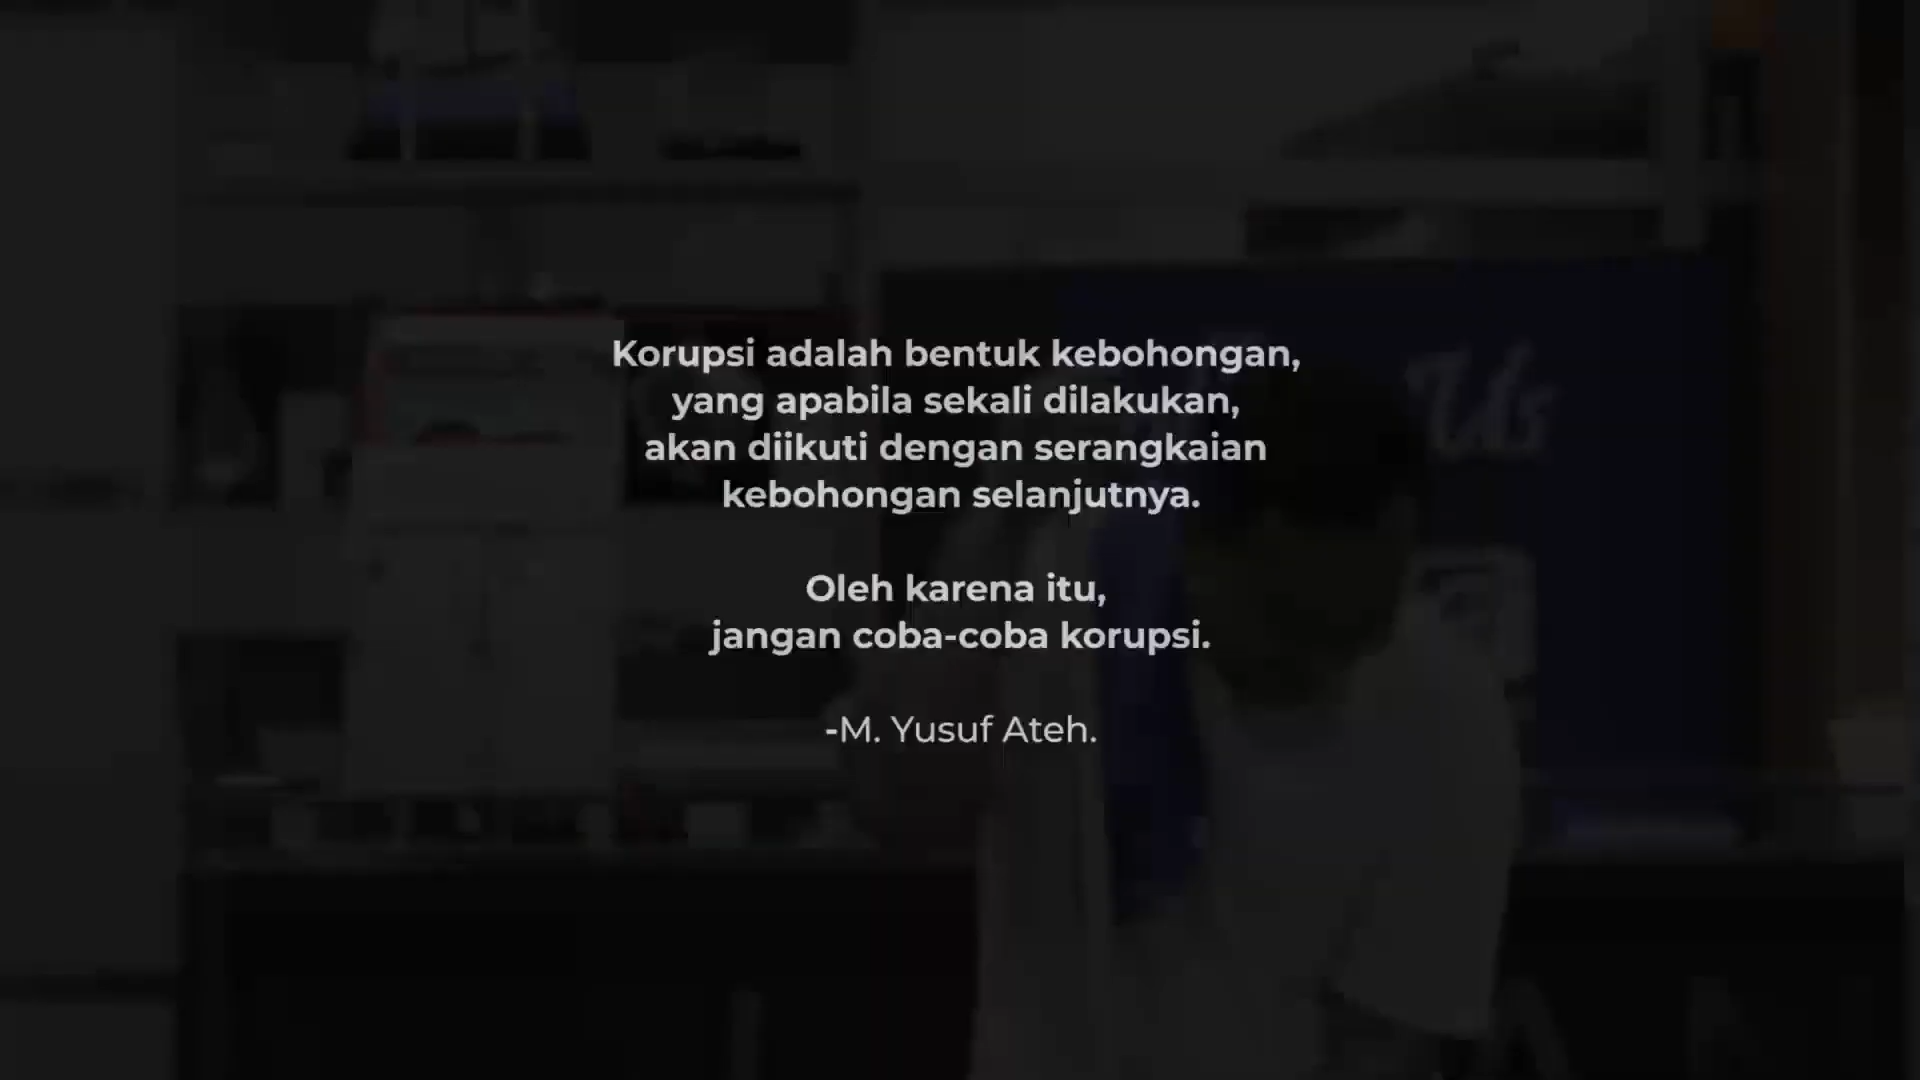 Korupsi adalah bentuk kebohongan,
yang apabila sekali dilakukan,
akan diikuti dengan serangkaian
kebohongan selanjutnya.
Oleh karena itu,
jangan coba-coba korupsi.
-M. Yusuf Ateh.
Us